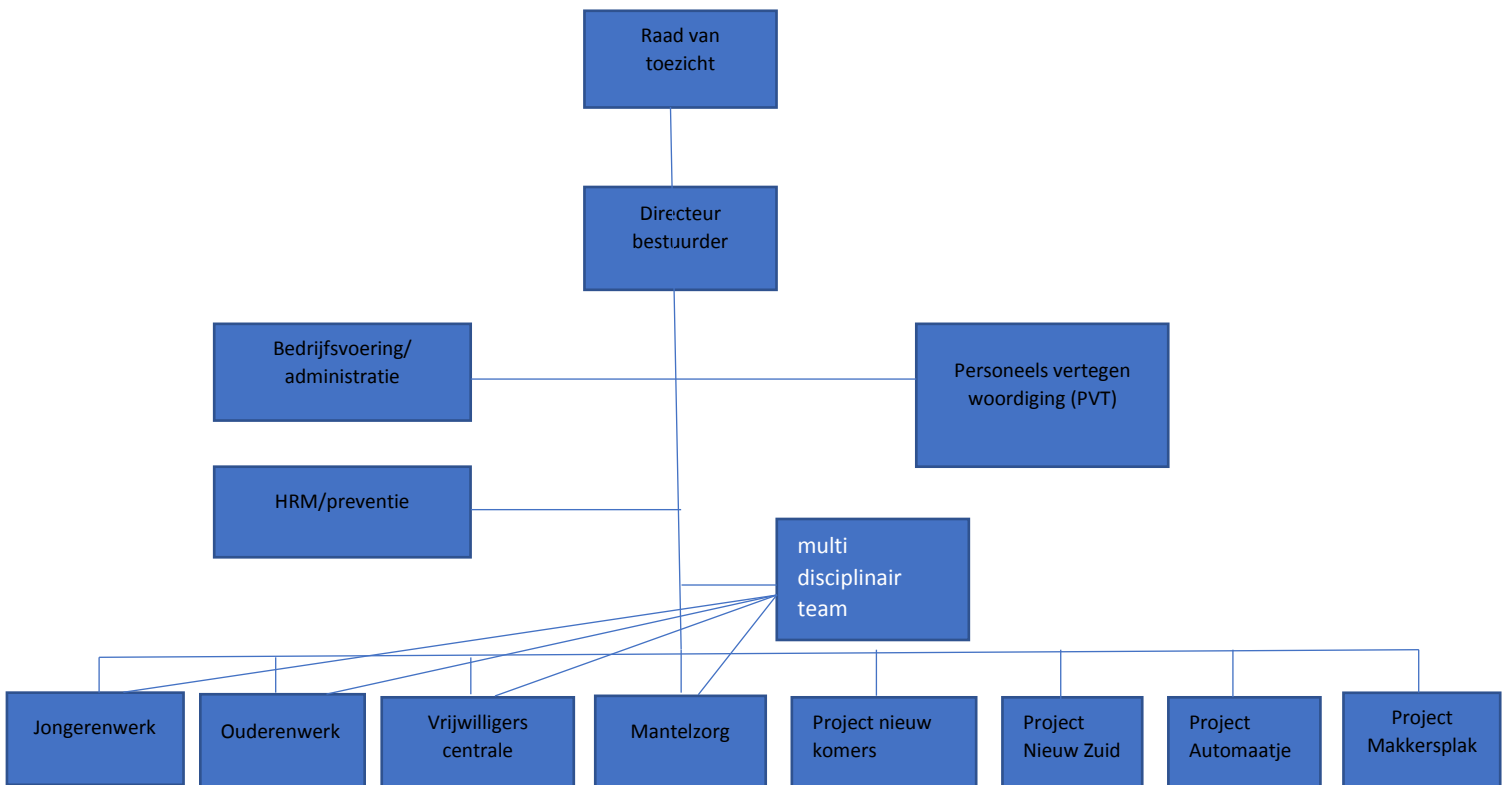 Raad van
toezicht
Directeur
bestuurder
Bedrijfsvoering/
administratie
Personeels vertegen
woordiging (PVT)
HRM/preventie
multi
disciplinair
team
Jongerenwerk
Ouderenwerk
Vrijwilligers
centrale
Mantelzorg
Project nieuw
komers
Project
Nieuw Zuid
Project
Automaatje
Project
Makkersplak